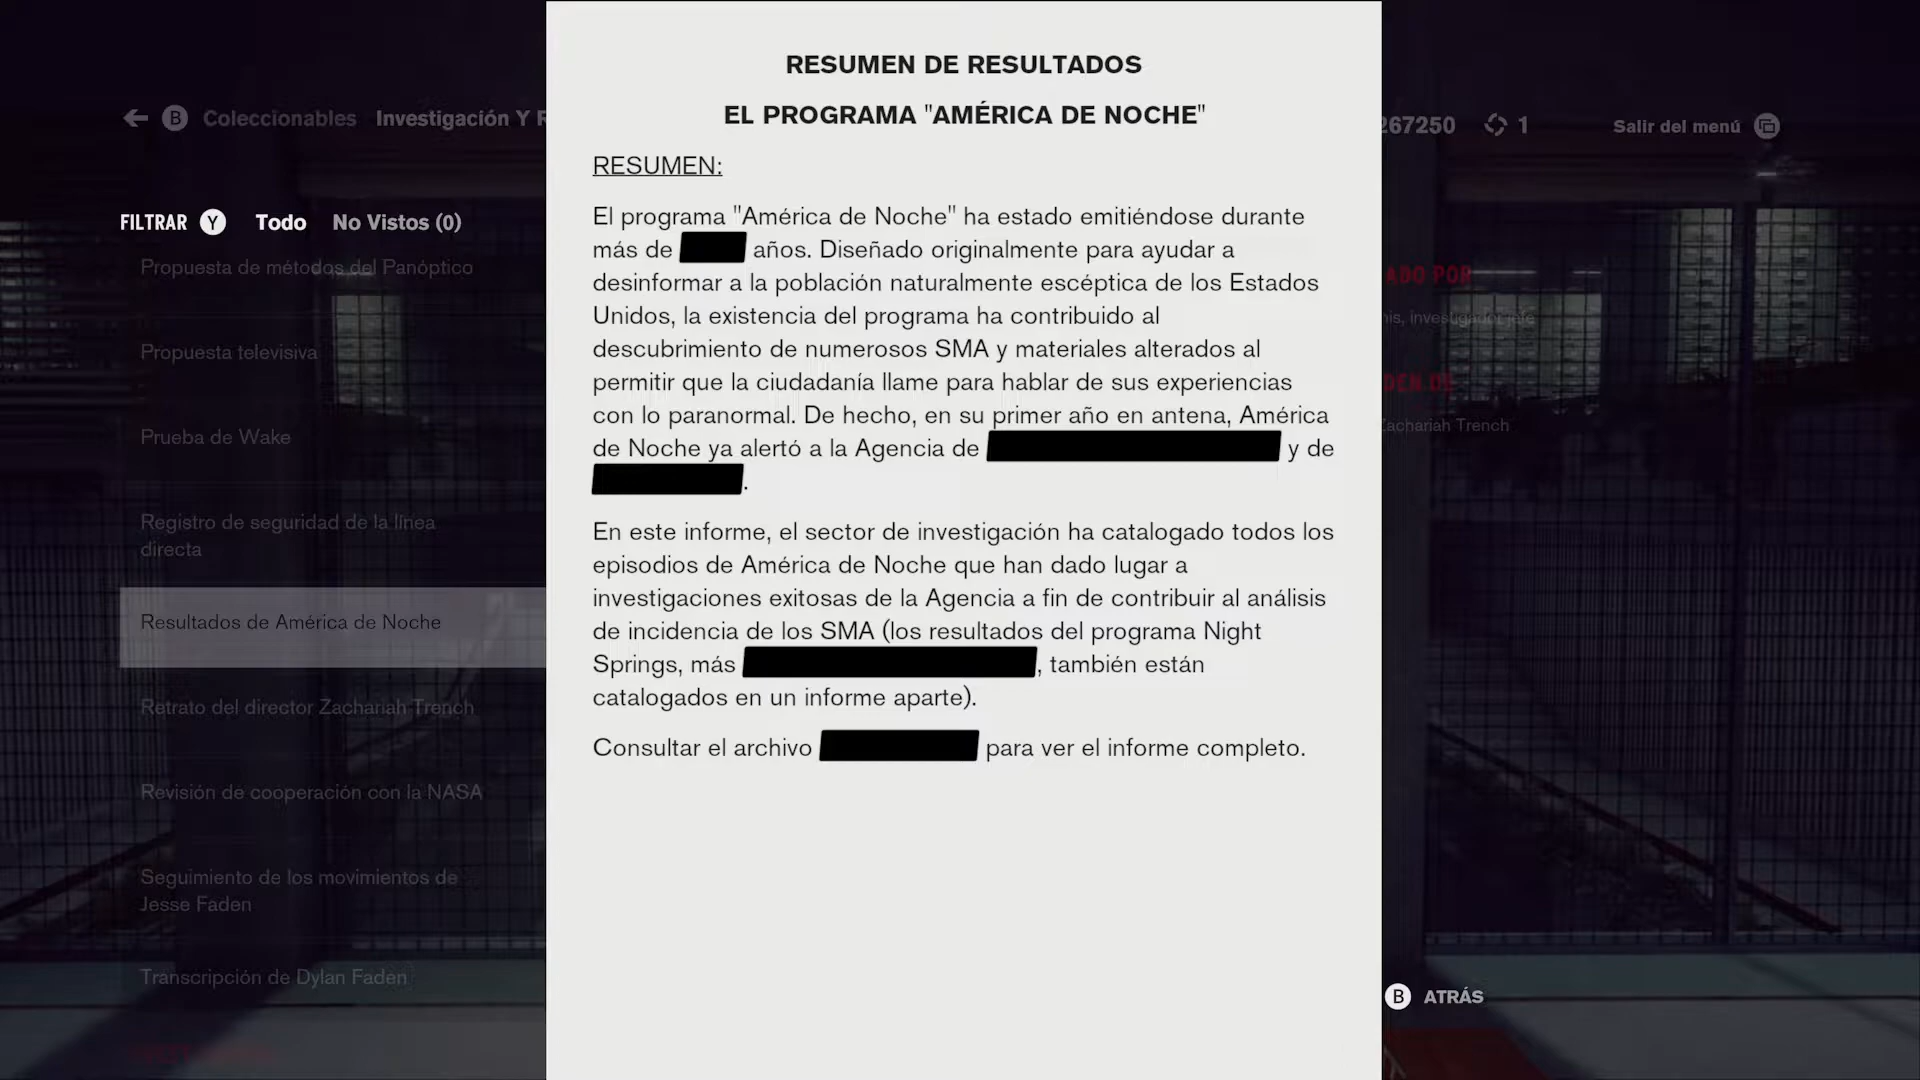 RESUMEN DE RESULTADOS
EL PROGRAMA "AMÉRICA DE NOCHE"
RESUMEN:
El programa "América de Noche" ha estado emitiéndose durante
más de años. Diseñado originalmente para ayudar a
desinformar a la población naturalmente escéptica de los Estados
Unidos, la existencia del programa ha contribuido al
descubrimiento de numerosos SMA y materiales alterados al
permitir que la ciudadanía llame para hablar de sus experiencias
con lo paranormal. De hecho, en su primer año en antena, América
de Noche ya alertó a la Agencia de y de
.
En este informe, el sector de investigación ha catalogado todos los
episodios de América de Noche que han dado lugar a
investigaciones exitosas de la Agencia a fin de contribuir al análisis
de incidencia de los SMA (los resultados del programa Night
Springs, más , también están
catalogados en un informe aparte).
Consultar el archivo para ver el informe completo.
B Coleccionables Investigación Y
FILTRAR Y Todo No Vistos (0)
Propuesta de métodos del Panóptico
Propuesta televisiva
Prueba de Wake
Registro de seguridad de la línea
directa
Resultados de América de Noche
Retrato del director Zachariah Trench
Revisión de cooperación con la NASA
Seguimiento de los movimientos de
Jesse Faden
Transcripción de Dylan Faden
267250 1 Salir del menú
ADO POR
investigador jefe
DEN DE
Zachariah Trench
B ATRÁS